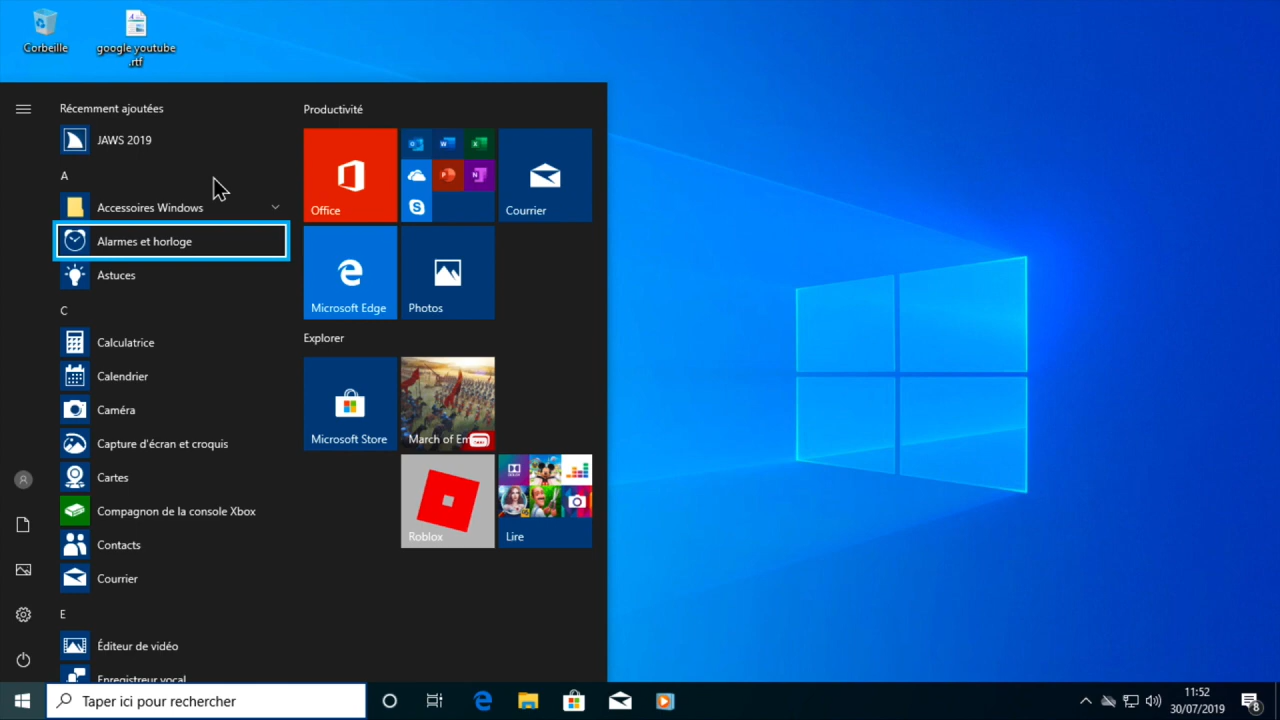 Corbeille
google youtube
.rtf
Récemment ajoutées
JAWS 2019
A
Accessoires Windows
Alarmes et horloge
Astuces
C
Calculatrice
Calendrier
Caméra
Capture d'écran et croquis
Cartes
Compagnon de la console Xbox
Contacts
Courrier
E
Éditeur de vidéo
Enregistreur vocal
Productivité
Office
Courrier
Microsoft Edge
Photos
Explorer
Microsoft Store
March of Em
Roblox
Lire
Taper ici pour rechercher
11:52
30/07/2019
8